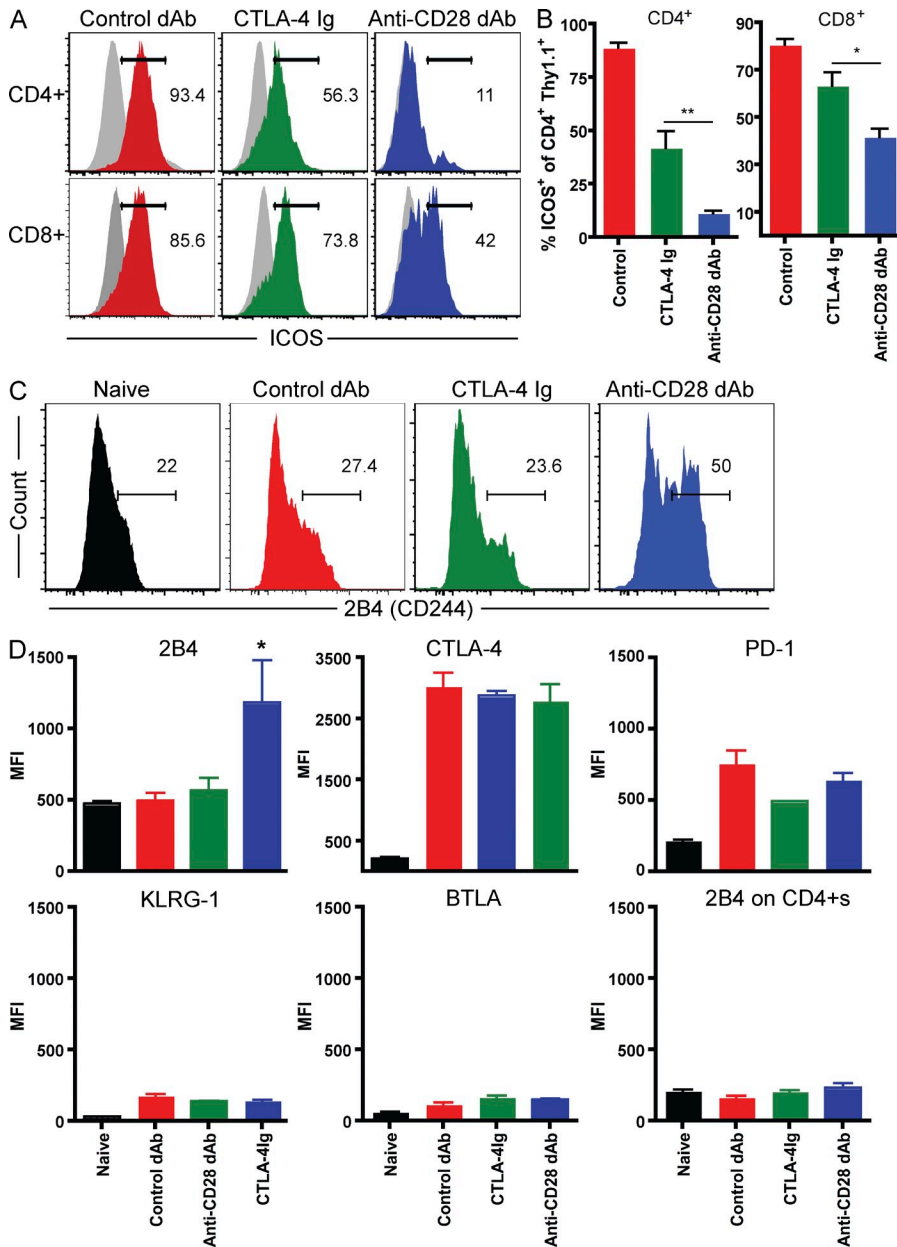 A
Control dAb CTLA-4 Ig Anti-CD28 dAb
CD4+
93.4 56.3 11
CD8+
85.6 73.8 42
ICOS
B
CD4+ CD8+
% ICOS+ of CD4+ Thy1.1+
100
75
50
25
0
**
Control
CTLA-4 Ig
Anti-CD28 dAb
90
70
50
30
10
*
Control
CTLA-4 Ig
Anti-CD28 dAb
C
Naive Control dAb CTLA-4 Ig Anti-CD28 dAb
Count
22 27.4 23.6 50
2B4 (CD244)
D
2B4
MFI
1500
1000
500
0
*
CTLA-4
MFI
3500
2500
1500
500
PD-1
MFI
1500
1000
500
0
KLRG-1
MFI
1500
1000
500
0
Naive
Control dAb
Anti-CD28 dAb
CTLA-4Ig
BTLA
MFI
1500
1000
500
0
Naive
Control dAb
CTLA-4Ig
Anti-CD28 dAb
2B4 on CD4+s
MFI
1500
1000
500
0
Naive
Control dAb
CTLA-4Ig
Anti-CD28 dAb